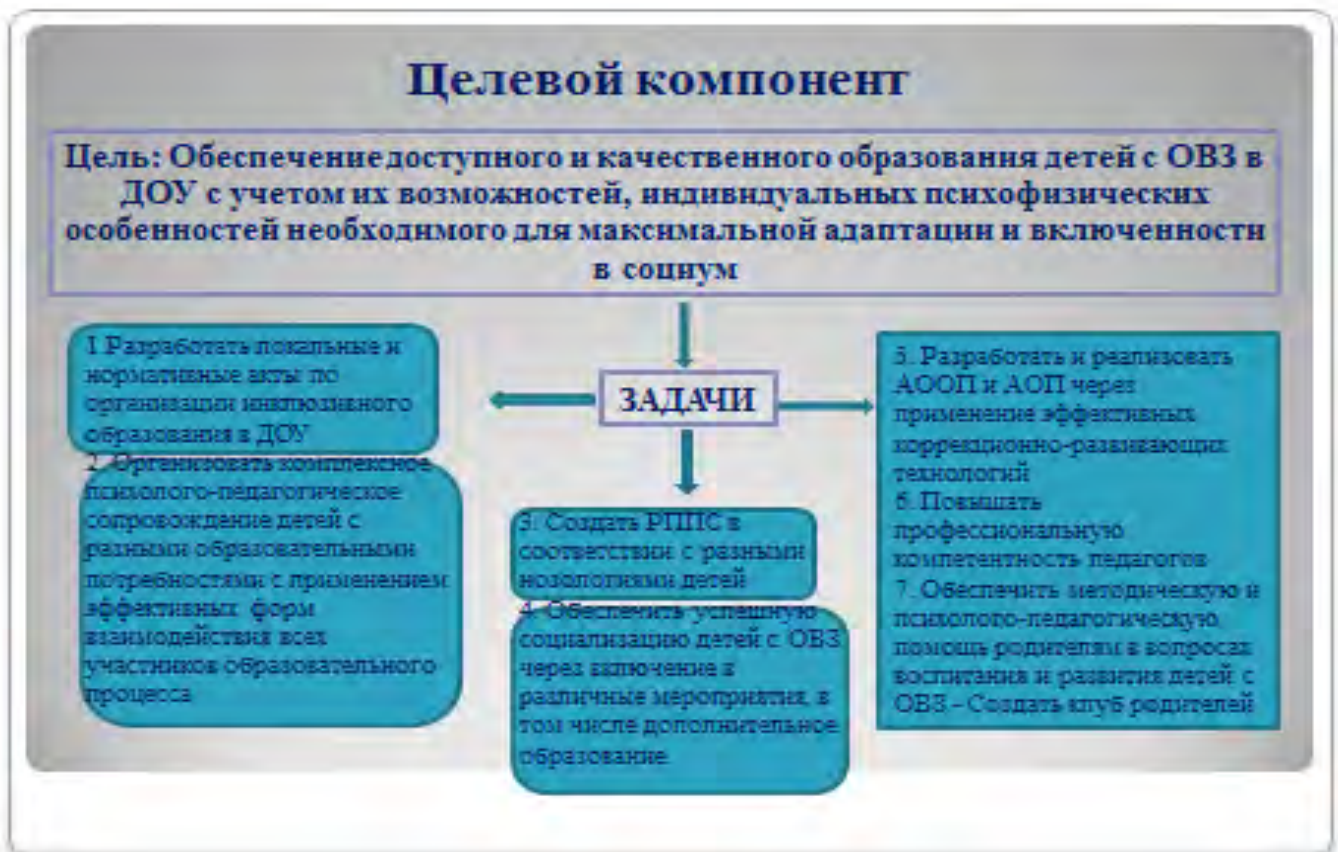 Целевой компонент
Цель: Обеспечение доступного и качественного образования детей с ОВЗ в
ДОУ с учетом их возможностей, индивидуальных психофизических
особенностей необходимого для максимальной адаптации и включенности
в социум
ЗАДАЧИ
1 Разработать локальные и
нормативные акты по
организации инклюзивного
образования в ДОУ
2. Организовать комплексное
психолого-педагогическое
сопровождение детей с
разными образовательными
потребностями с применением
эффективных форм
взаимодействия всех
участников образовательного
процесса
3. Создать РППС в
соответствии с разными
нозологиями детей
4. Обеспечить успешную
социализацию детей с ОВЗ
через включение в
различные мероприятия, в
том числе дополнительное
образование
5. Разработать и реализовать
АООП и АОП через
применение эффективных
коррекционно-развивающих
технологий
6. Повышать
профессиональную
компетентность педагогов
7. Обеспечить методическую и
психолого-педагогическую
помощь родителям в вопросах
воспитания и развития детей с
ОВЗ - Создать клуб родителей